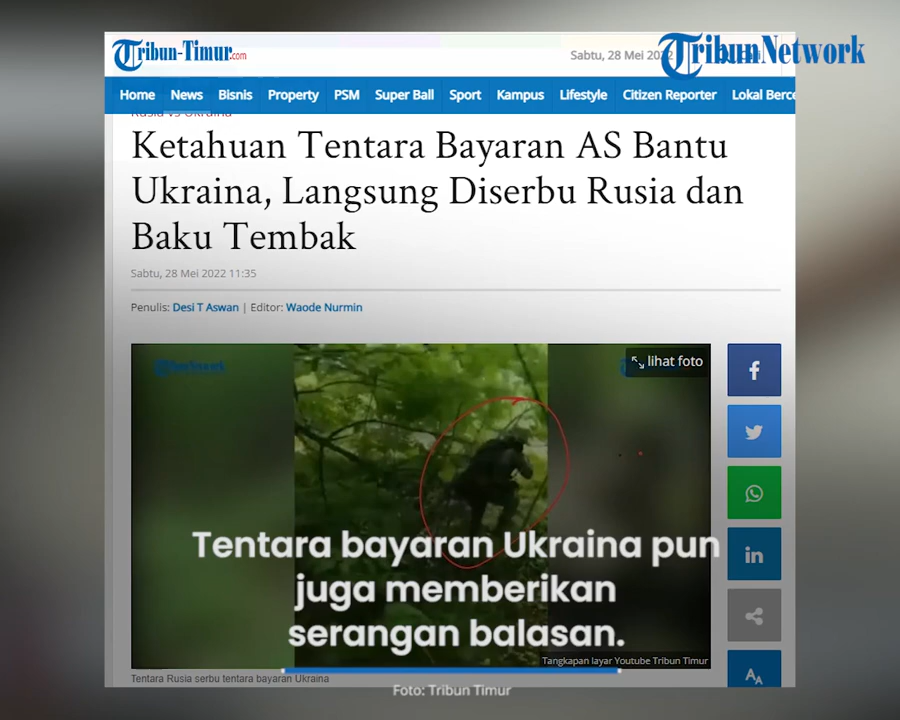 Tribun-Timur.com
Sabtu, 28 Mei 2022
TribunNetwork
Home News Bisnis Property PSM Super Ball Sport Kampus Lifestyle Citizen Reporter Lokal Berce
Rusia vs Ukraina
Ketahuan Tentara Bayaran AS Bantu
Ukraina, Langsung Diserbu Rusia dan
Baku Tembak
Sabtu, 28 Mei 2022 11:35
Penulis: Desi T Aswan | Editor: Waode Nurmin
lihat foto
Tentara bayaran Ukraina pun
juga memberikan
serangan balasan.
Tangkapan layar Youtube Tribun Timur
Tentara Rusia serbu tentara bayaran Ukraina
Foto: Tribun Timur